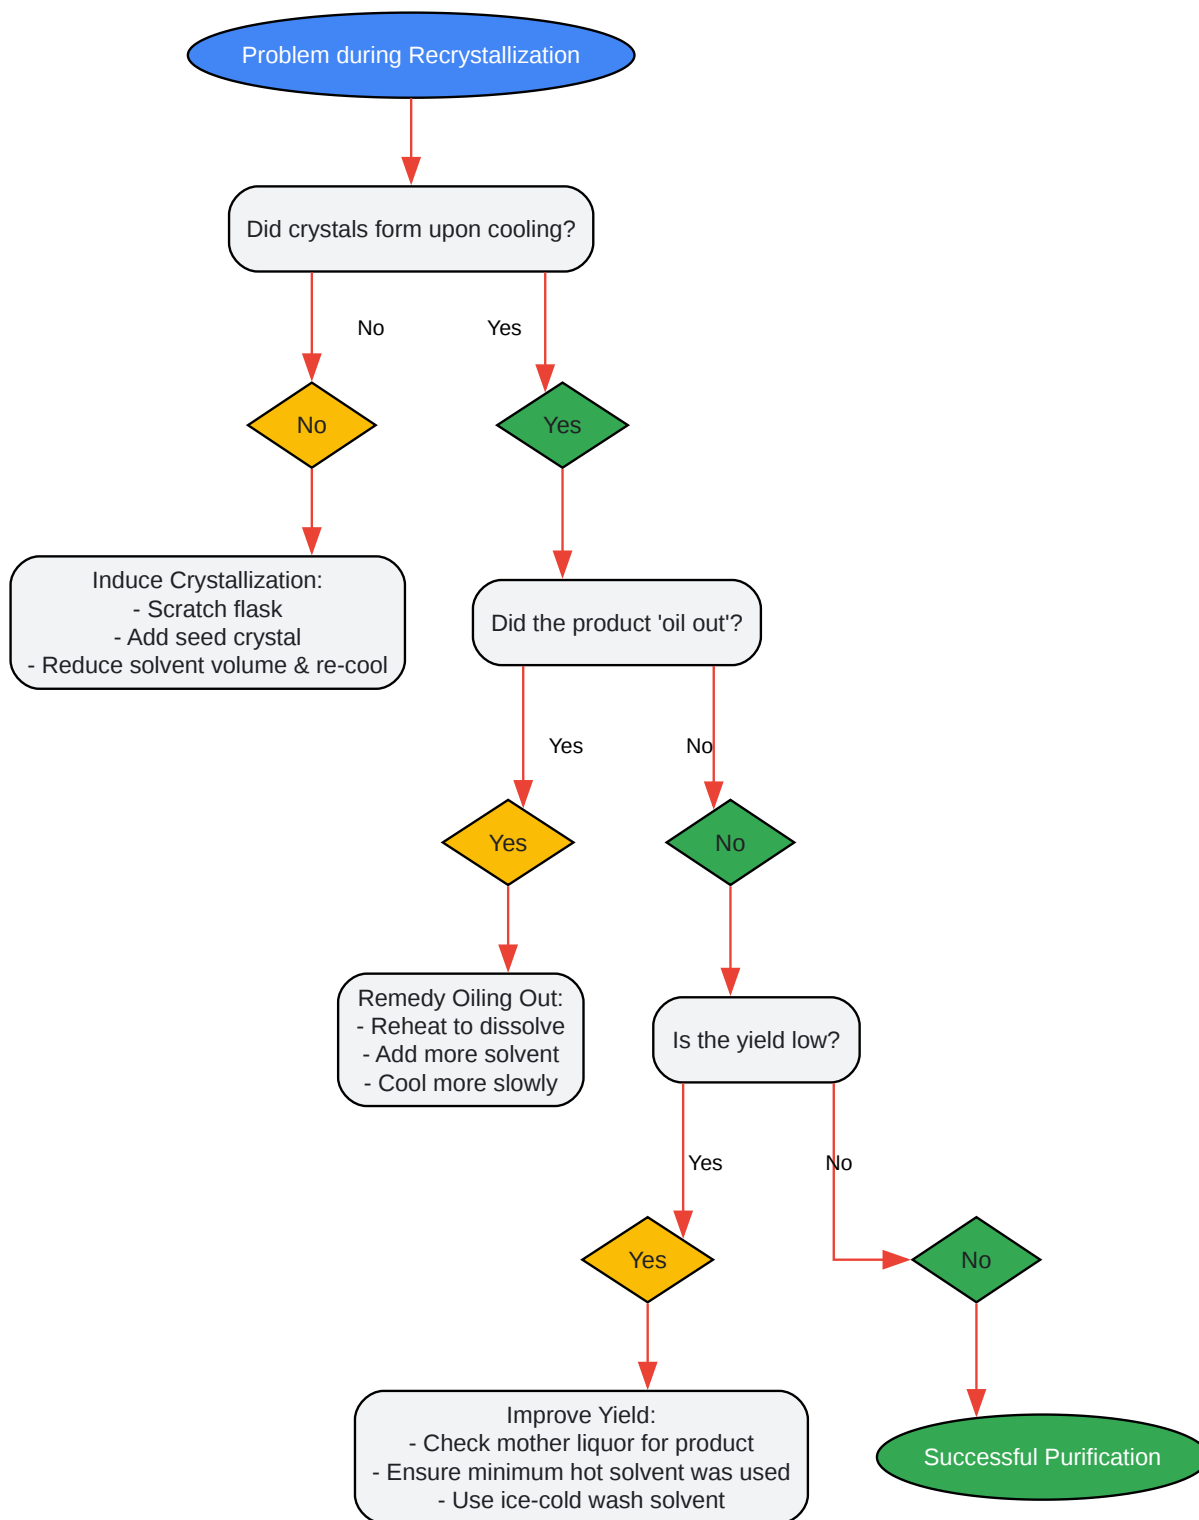 Problem during Recrystallization
Did crystals form upon cooling?
No
Yes
No
Yes
Induce Crystallization:
- Scratch flask
- Add seed crystal
- Reduce solvent volume & re-cool
Did the product 'oil out'?
Yes
No
Yes
No
Remedy Oiling Out:
- Reheat to dissolve
- Add more solvent
- Cool more slowly
Is the yield low?
Yes
No
Yes
No
Improve Yield:
- Check mother liquor for product
- Ensure minimum hot solvent was used
- Use ice-cold wash solvent
Successful Purification